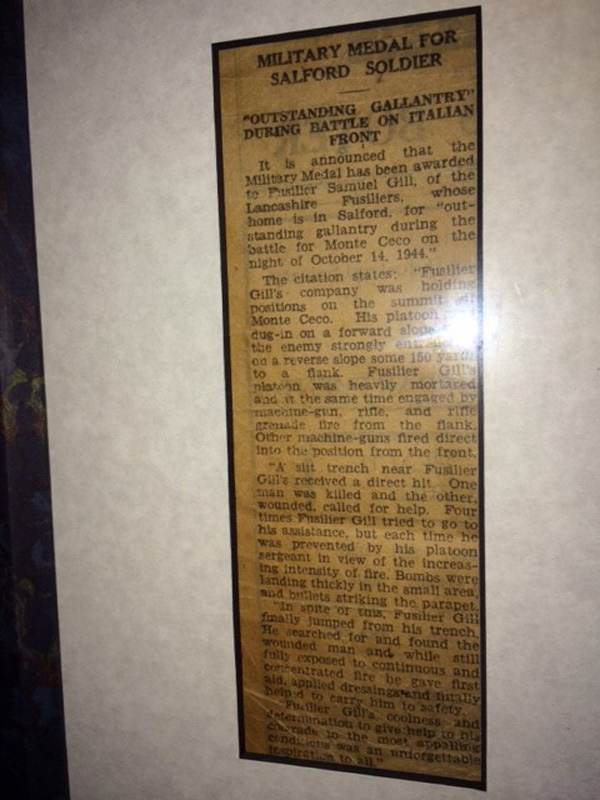 MILITARY MEDAL FOR
SALFORD SOLDIER
"OUTSTANDING GALLANTRY"
DURING BATTLE ON ITALIAN
FRONT
It is announced that the
Military Medal has been awarded
to Fusilier Samuel Gill, of the
Lancashire Fusiliers, whose
home is in Salford, for "out-
standing gallantry during the
battle for Monte Ceco on the
night of October 14, 1944."
The citation states: "Fusilier
Gill's company was holding
positions on the summit of
Monte Ceco. His platoon
dug-in on a forward slope
the enemy strongly
on a reverse slope some 150 yards
to a flank. Fusilier Gill's
platoon was heavily mortared
and at the same time engaged by
machine-gun, rifle, and rifle
grenade fire from the flank.
Other machine-guns fired direct
into the position from the front.
"A slit trench near Fusilier
Gill's received a direct hit. One
man was killed and the other,
wounded, called for help. Four
times Fusilier Gill tried to go to
his assistance, but each time he
was prevented by his platoon
sergeant in view of the increas-
ing intensity of fire. Bombs were
landing thickly in the small area,
and bullets striking the parapet.
"In spite of this, Fusilier Gill
finally jumped from his trench.
He searched for and found the
wounded man and, while still
fully exposed to continuous and
concentrated fire he gave first
aid, applied dressings and finally
helped to carry him to safety.
"Fusilier Gill's coolness and
determination to give help to his
comrade in the most appalling
conditions was an unforgettable
inspiration to all."